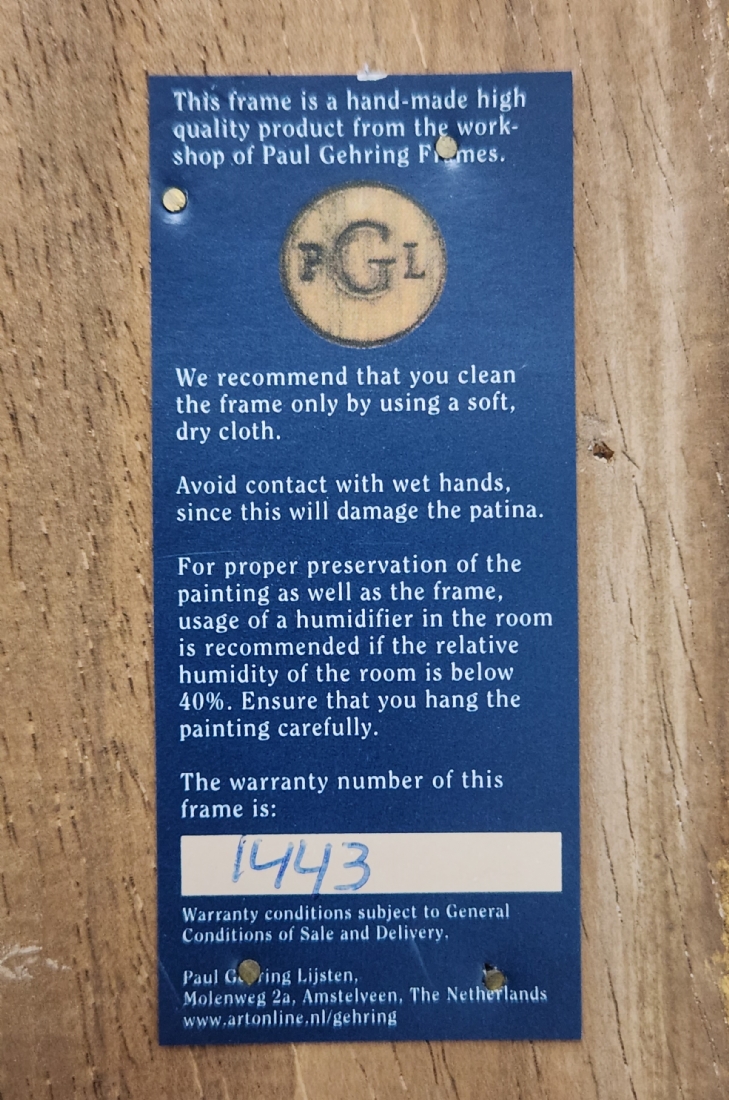 This frame is a hand-made high
quality product from the work-
shop of Paul Gehring Frames.
P G L
We recommend that you clean
the frame only by using a soft,
dry cloth.
Avoid contact with wet hands,
since this will damage the patina.
For proper preservation of the
painting as well as the frame,
usage of a humidifier in the room
is recommended if the relative
humidity of the room is below
40%. Ensure that you hang the
painting carefully.
The warranty number of this
frame is:
1443
Warranty conditions subject to General
Conditions of Sale and Delivery.
Paul Gehring Lijsten,
Molenweg 2a, Amstelveen, The Netherlands
www.artonline.nl/gehring